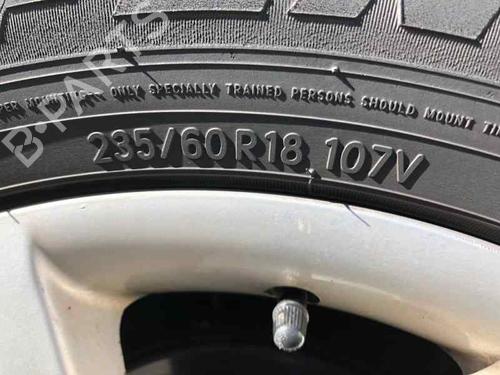 ONLY SPECIALLY TRAINED PERSONS SHOULD MOUNT
235/60R18 107V
B-PARTS